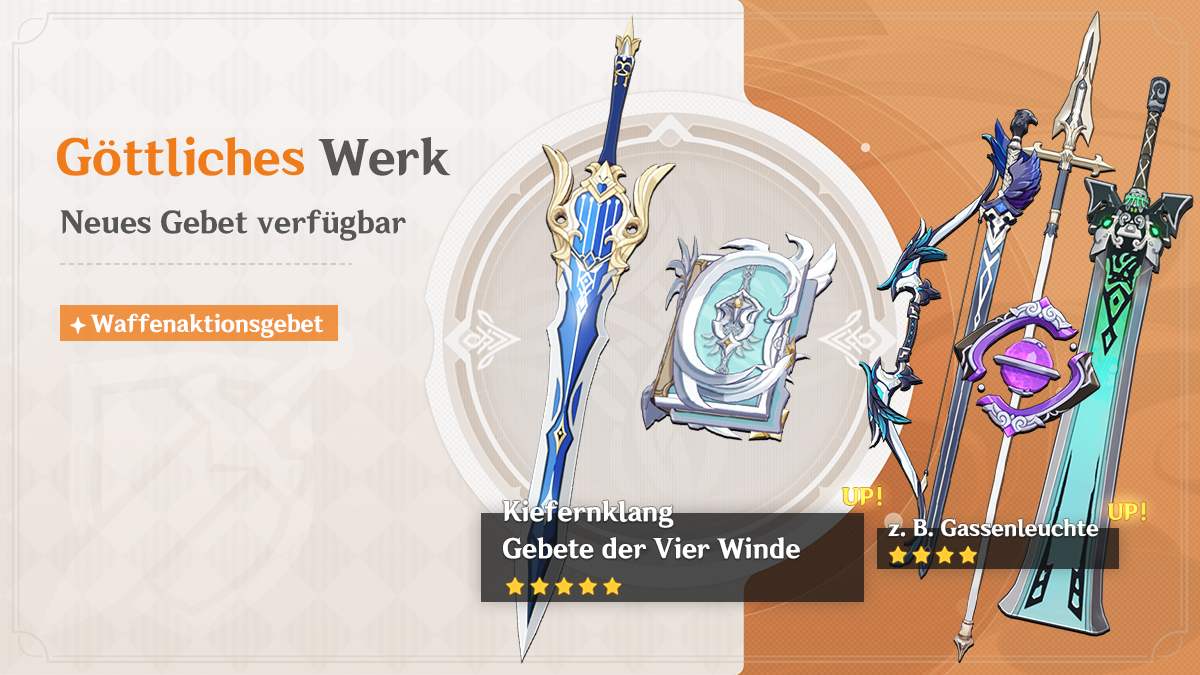 Göttliches Werk
Neues Gebet verfügbar
Waffenaktionsgebet
Kiefernklang
Gebete der Vier Winde
UP!
z. B. Gassenleuchte
UP!